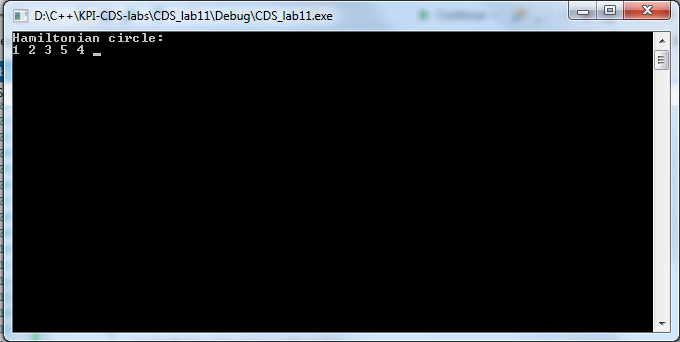 D:\C++\KPI-CDS-labs\CDS_lab11\Debug\CDS_lab11.exe
Hamiltonian circle:
1 2 3 5 4 _